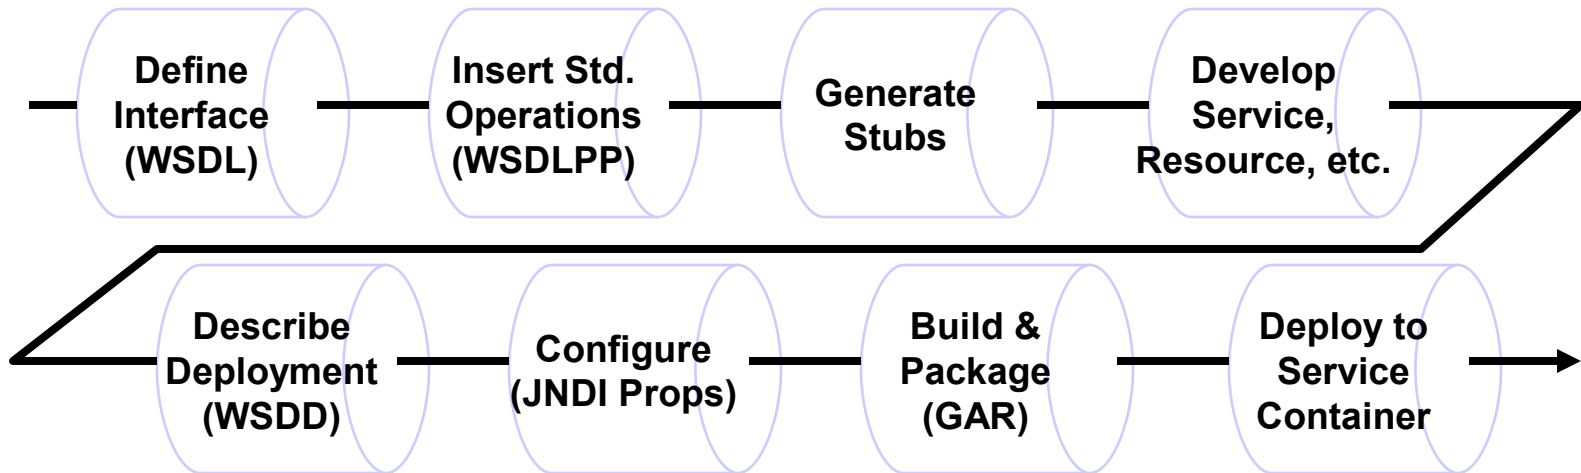 Define
Interface
(WSDL)
Insert Std.
Operations
(WSDLPP)
Generate
Stubs
Develop
Service,
Resource, etc.
Describe
Deployment
(WSDD)
Configure
(JNDI Props)
Build &
Package
(GAR)
Deploy to
Service
Container